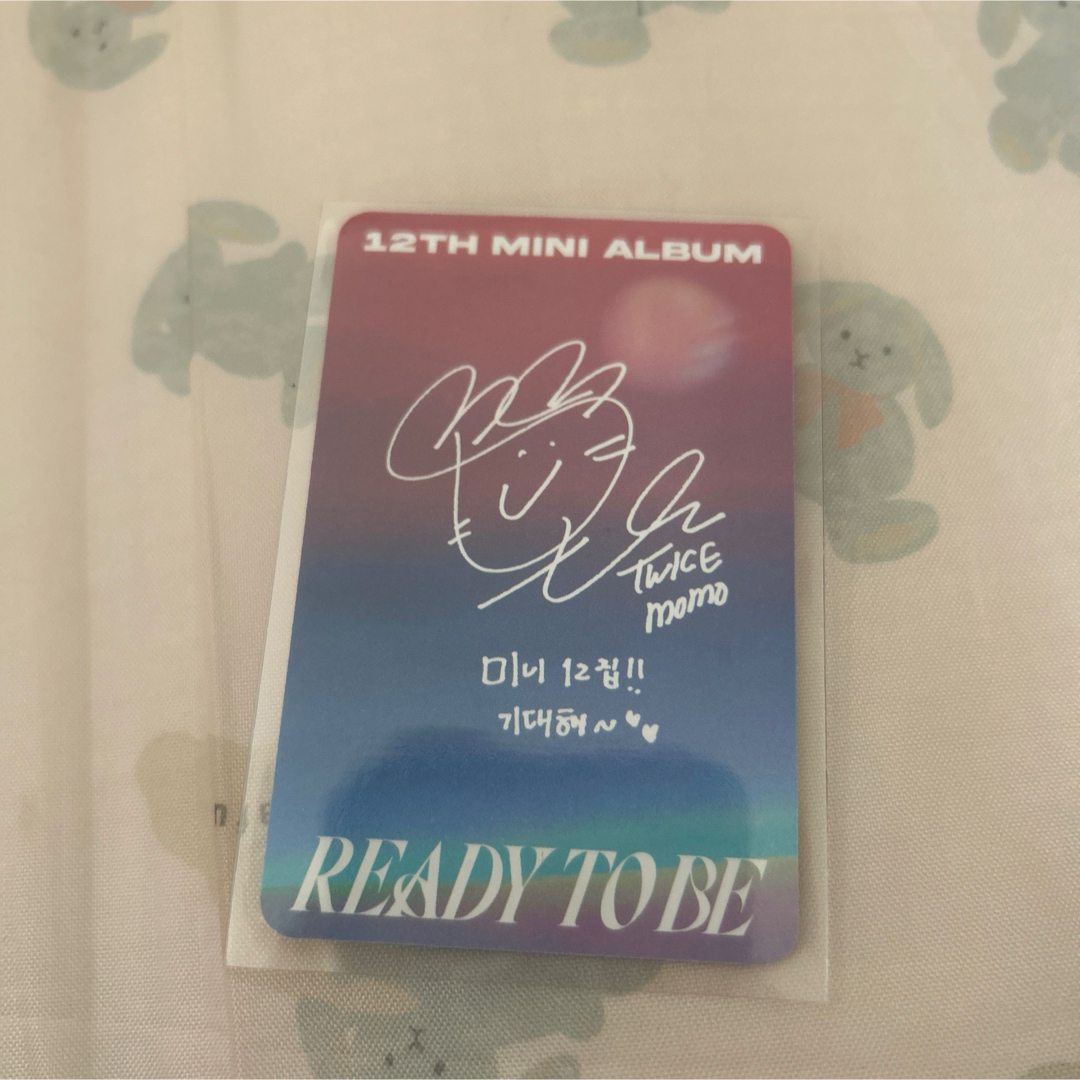 12TH MINI ALBUM
TWICE
momo
미니 12집!!
기대해~
READY TO BE